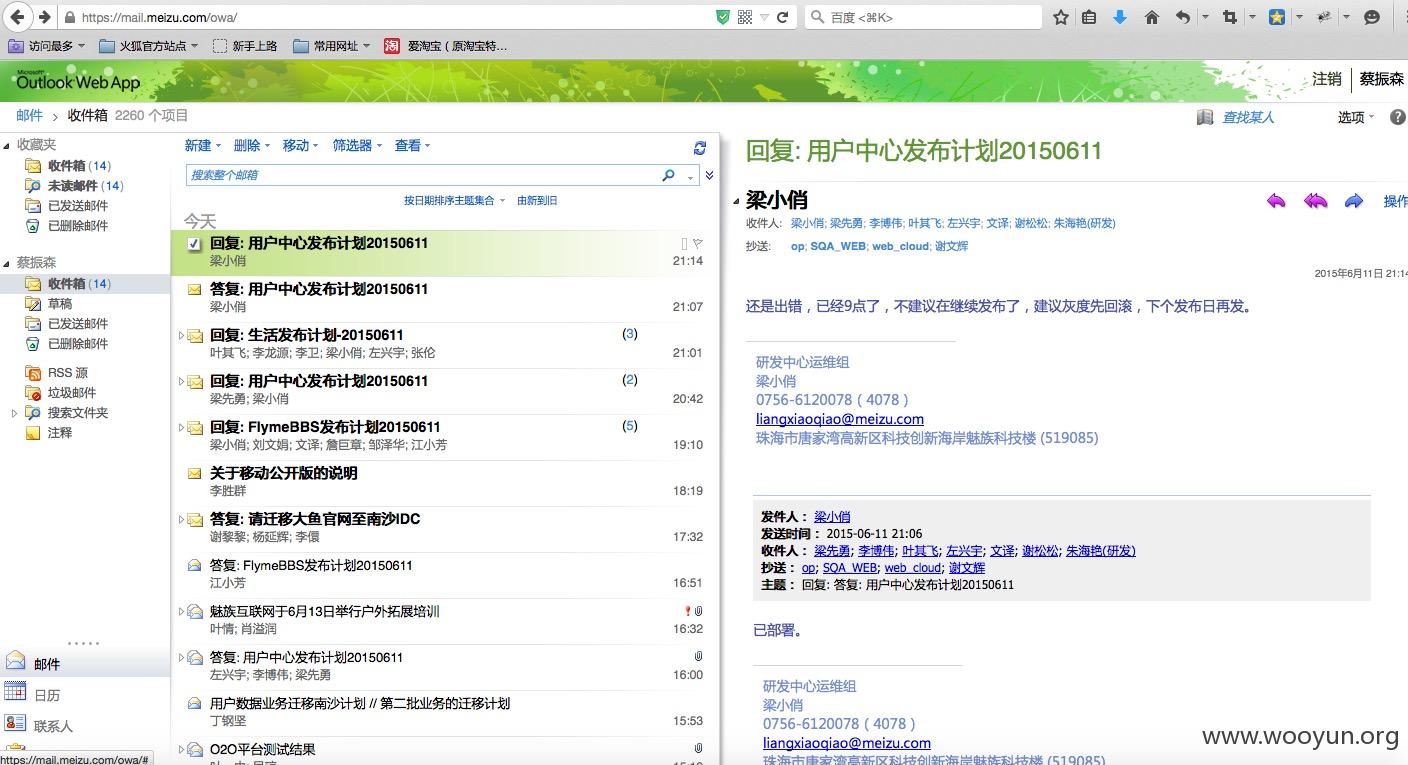 https://mail.meizu.com/owa/
百度 <⌘K>
访问最多 火狐官方站点 新手上路 常用网址 淘 爱淘宝（原淘宝特...
Microsoft
Outlook Web App
注销 蔡振森
邮件 › 收件箱 2260 个项目
查找某人 选项
收藏夹
收件箱 (14)
未读邮件 (14)
已发送邮件
已删除邮件
蔡振森
收件箱 (14)
草稿
已发送邮件
已删除邮件
RSS 源
垃圾邮件
搜索文件夹
注释
邮件
日历
联系人
https://mail.meizu.com/owa/#
新建 删除 移动 筛选器 查看
搜索整个邮箱
按日期排序主题集合 由新到旧
今天
回复: 用户中心发布计划20150611
梁小俏 21:14
答复: 用户中心发布计划20150611
梁小俏 21:07
回复: 生活发布计划-20150611 (3)
叶其飞; 李龙源; 李卫; 梁小俏; 左兴宇; 张伦 21:01
回复: 用户中心发布计划20150611 (2)
梁先勇; 梁小俏 20:42
回复: FlymeBBS发布计划20150611 (5)
梁小俏; 刘文娟; 文译; 詹巨章; 邹泽华; 江小芳 19:10
关于移动公开版的说明
李胜群 18:19
答复: 请迁移大鱼官网至南沙IDC
谢黎黎; 杨延辉; 李儇 17:32
答复: FlymeBBS发布计划20150611
江小芳 16:51
魅族互联网于6月13日举行户外拓展培训
叶情; 肖溢润 16:32
答复: 用户中心发布计划20150611
左兴宇; 李博伟; 梁先勇 16:00
用户数据业务迁移南沙计划 // 第二批业务的迁移计划
丁钢坚 15:53
O2O平台测试结果
回复: 用户中心发布计划20150611
梁小俏
操作
收件人: 梁小俏; 梁先勇; 李博伟; 叶其飞; 左兴宇; 文译; 谢松松; 朱海艳(研发)
抄送: op; SQA_WEB; web_cloud; 谢文辉
2015年6月11日 21:14
还是出错，已经9点了，不建议在继续发布了，建议灰度先回滚，下个发布日再发。
研发中心运维组
梁小俏
0756-6120078（4078）
liangxiaoqiao@meizu.com
珠海市唐家湾高新区科技创新海岸魅族科技楼 (519085)
发件人： 梁小俏
发送时间： 2015-06-11 21:06
收件人： 梁先勇; 李博伟; 叶其飞; 左兴宇; 文译; 谢松松; 朱海艳(研发)
抄送： op; SQA_WEB; web_cloud; 谢文辉
主题： 回复: 答复: 用户中心发布计划20150611
已部署。
研发中心运维组
梁小俏
0756-6120078（4078）
liangxiaoqiao@meizu.com
珠海市唐家湾高新区科技创新海岸魅族科技楼 (519085)
www.wooyun.org